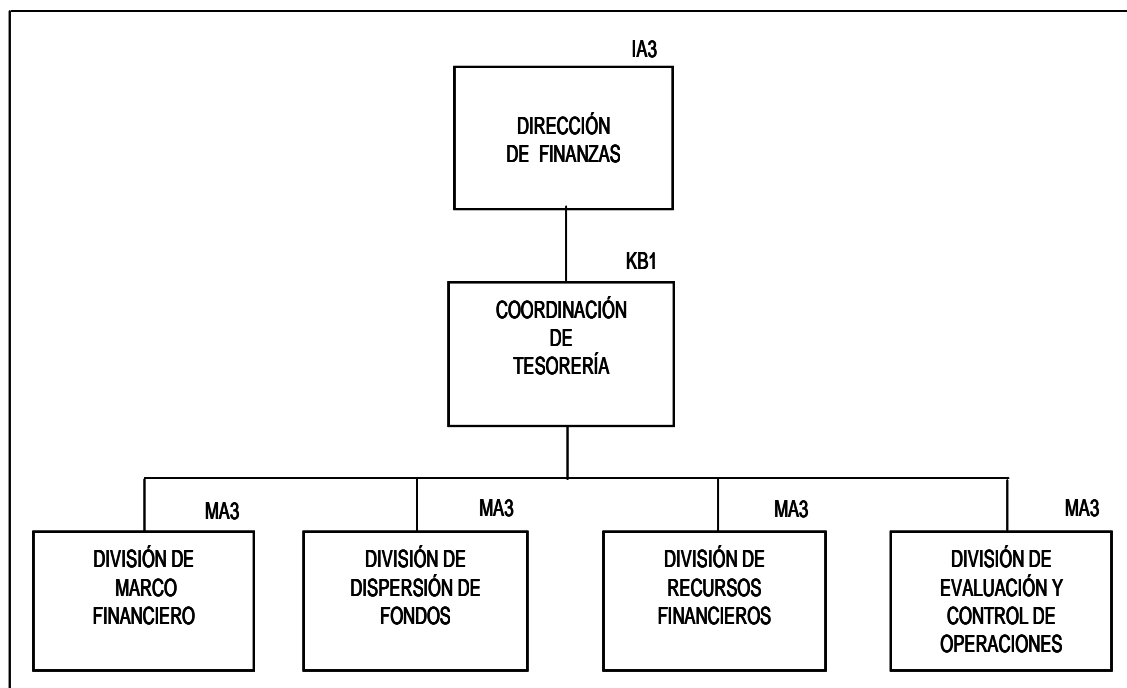 IA3
DIRECCIÓN
DE FINANZAS
KB1
COORDINACIÓN
DE
TESORERÍA
MA3
DIVISIÓN DE
MARCO
FINANCIERO
MA3
DIVISIÓN DE
DISPERSIÓN DE
FONDOS
MA3
DIVISIÓN DE
RECURSOS
FINANCIEROS
MA3
DIVISIÓN DE
EVALUACIÓN Y
CONTROL DE
OPERACIONES